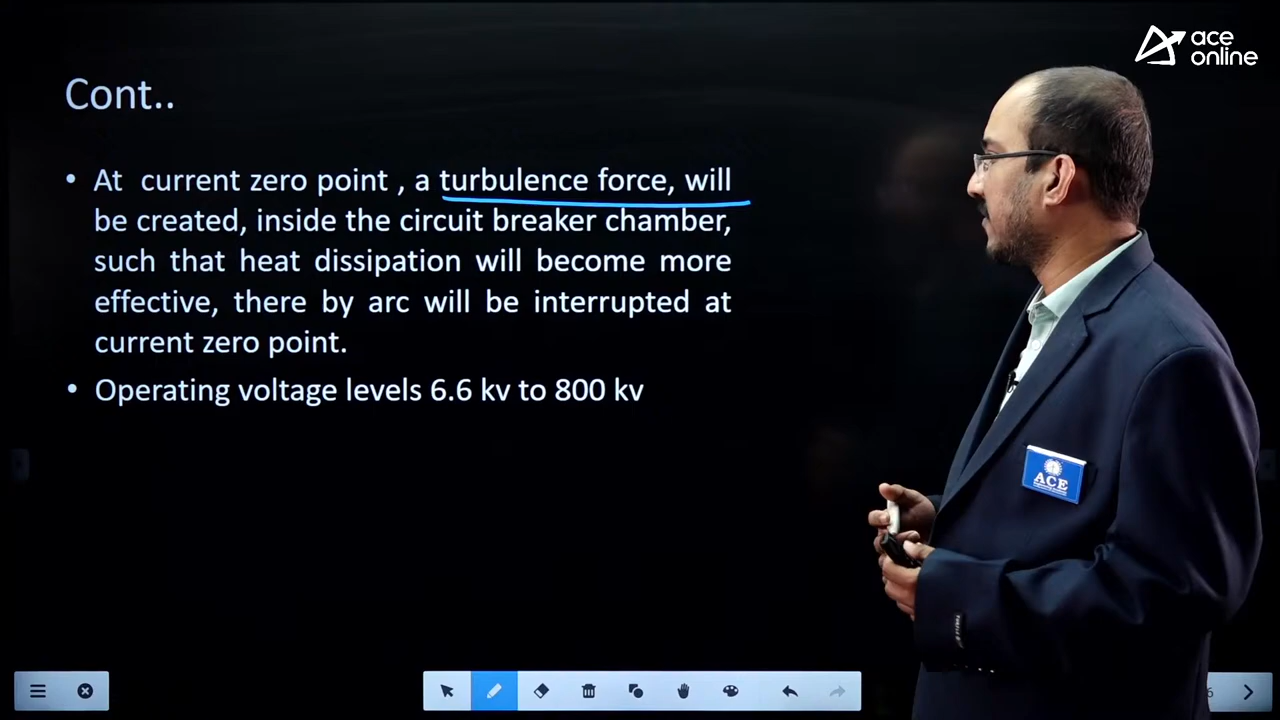 ace
online
Cont..
• At current zero point , a turbulence force, will
be created, inside the circuit breaker chamber,
such that heat dissipation will become more
effective, there by arc will be interrupted at
current zero point.
• Operating voltage levels 6.6 kv to 800 kv
ACE
6